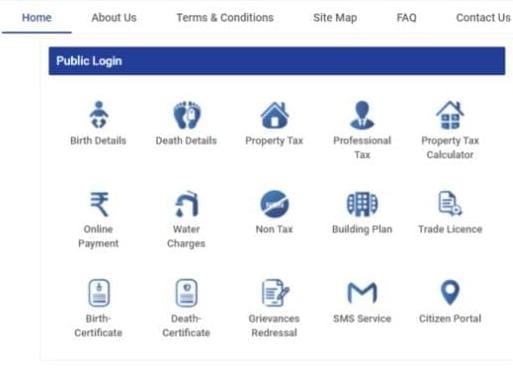 Home About Us Terms & Conditions Site Map FAQ Contact Us
Public Login
Birth Details Death Details Property Tax Professional Tax Property Tax Calculator
Online Payment Water Charges Non Tax Building Plan Trade Licence
Birth-Certificate Death-Certificate Grievances Redressal SMS Service Citizen Portal